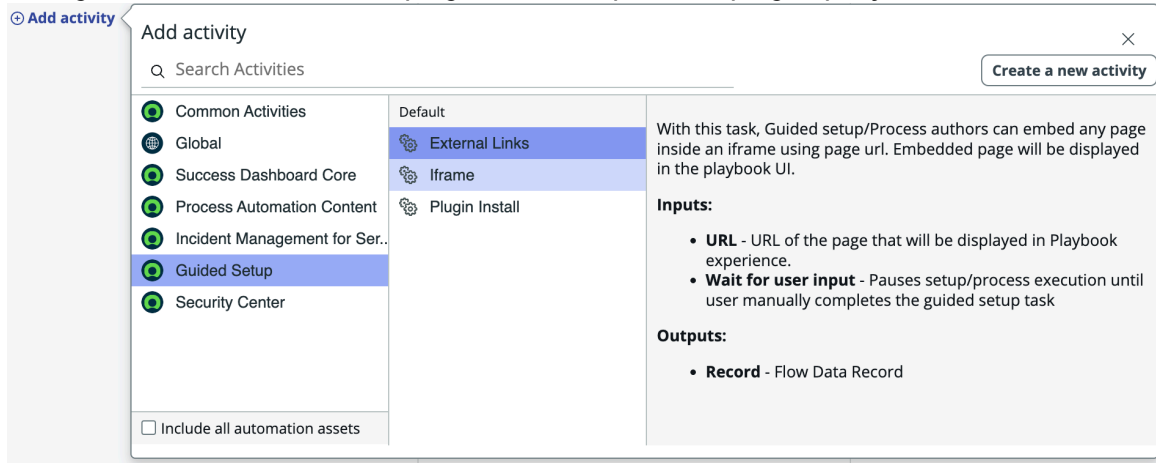 Add activity
Add activity
Search Activities
Create a new activity
Common Activities
Global
Success Dashboard Core
Process Automation Content
Incident Management for Ser..
Guided Setup
Security Center
Include all automation assets
Default
External Links
Iframe
Plugin Install
With this task, Guided setup/Process authors can embed any page
inside an iframe using page url. Embedded page will be displayed
in the playbook UI.
Inputs:
• URL - URL of the page that will be displayed in Playbook
experience.
• Wait for user input - Pauses setup/process execution until
user manually completes the guided setup task
Outputs:
• Record - Flow Data Record